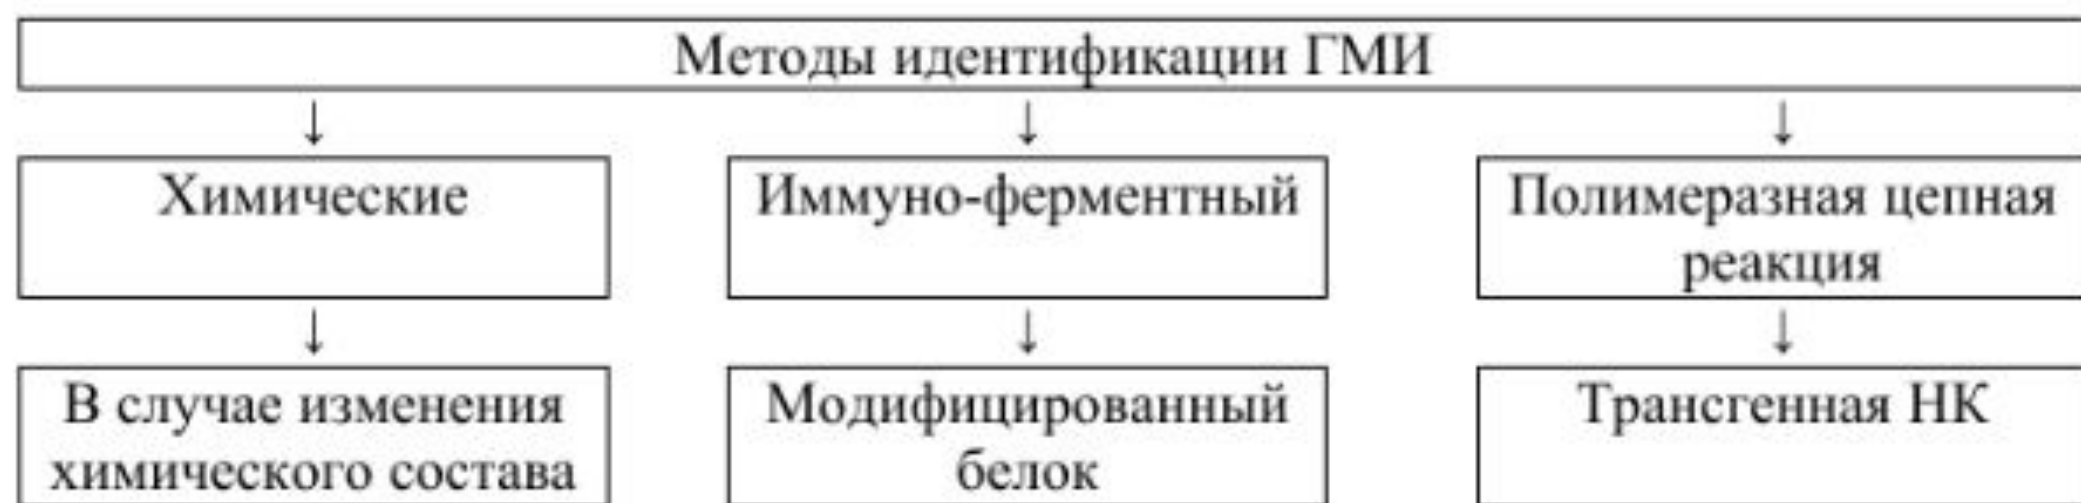 Методы идентификации ГМИ
Химические
Иммуно-ферментный
Полимеразная цепная
реакция
В случае изменения
химического состава
Модифицированный
белок
Трансгенная НК